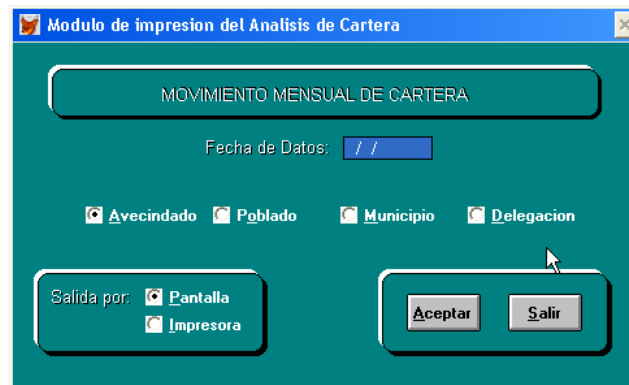 Modulo de impresion del Analisis de Cartera
MOVIMIENTO MENSUAL DE CARTERA
Fecha de Datos: / /
Avecindado Poblado Municipio Delegacion
Salida por: Pantalla
Impresora
Aceptar Salir